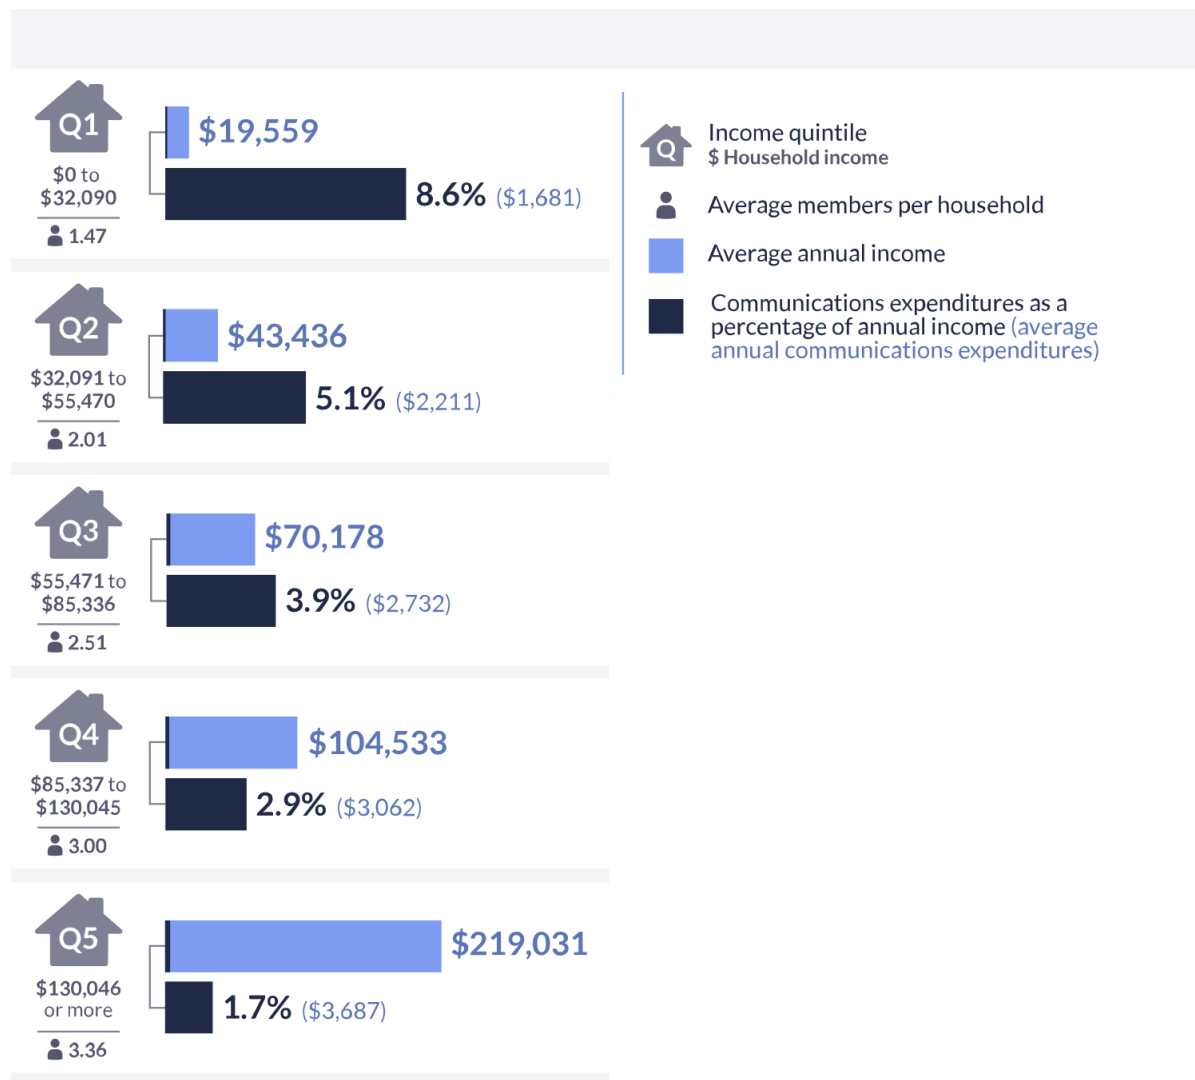 Q1
$0 to
$32,090
1.47
$19,559
8.6% ($1,681)
Q2
$32,091 to
$55,470
2.01
$43,436
5.1% ($2,211)
Q3
$55,471 to
$85,336
2.51
$70,178
3.9% ($2,732)
Q4
$85,337 to
$130,045
3.00
$104,533
2.9% ($3,062)
Q5
$130,046
or more
3.36
$219,031
1.7% ($3,687)
Q
Income quintile
$ Household income
Average members per household
Average annual income
Communications expenditures as a
percentage of annual income (average
annual communications expenditures)